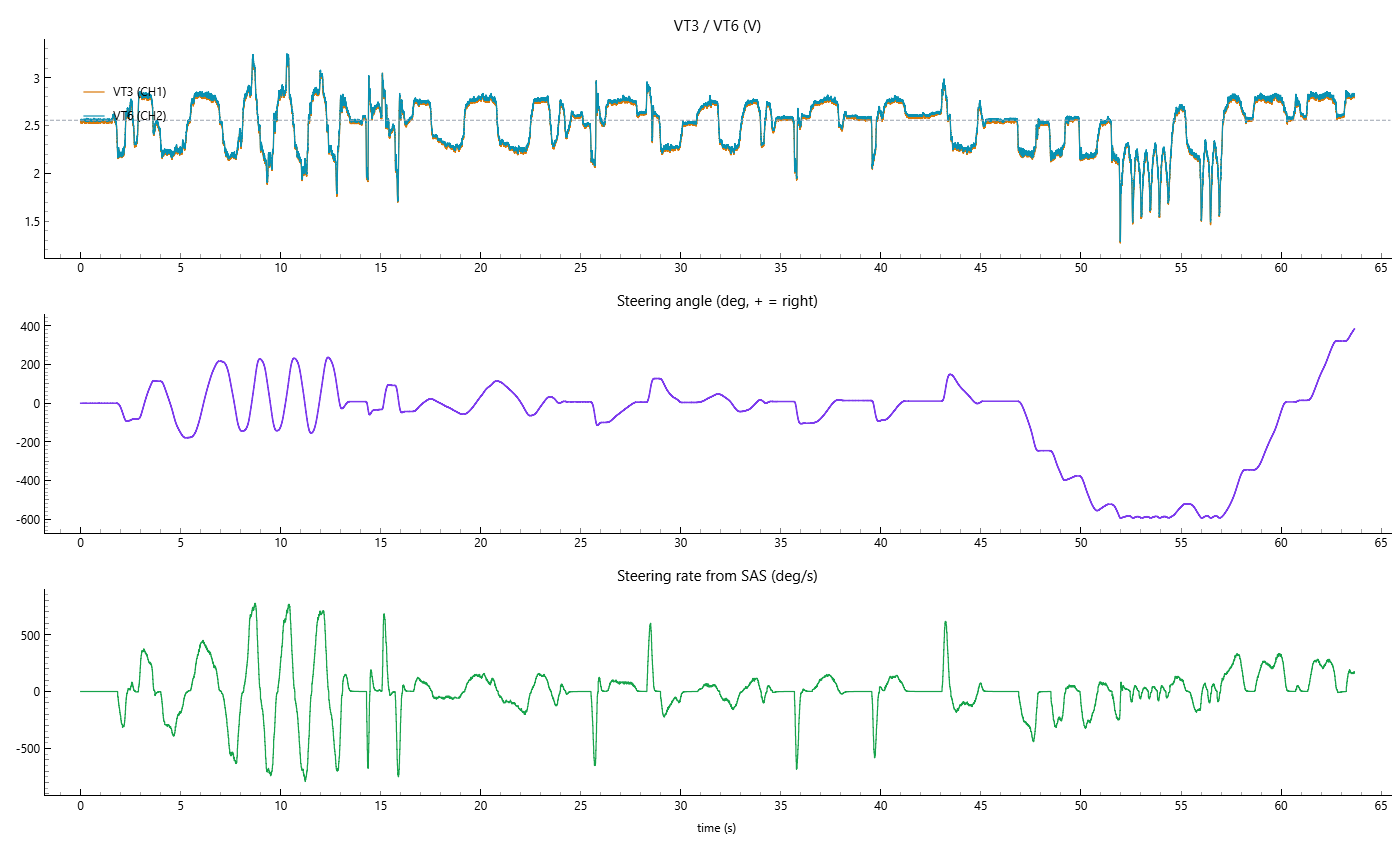 VT3 / VT6 (V)
3
2.5
2
1.5
VT3 (CH1)
VT6 (CH2)
0 5 10 15 20 25 30 35 40 45 50 55 60 65
Steering angle (deg, + = right)
400
200
0
-200
-400
-600
0 5 10 15 20 25 30 35 40 45 50 55 60 65
Steering rate from SAS (deg/s)
500
0
-500
0 5 10 15 20 25 30 35 40 45 50 55 60 65
time (s)